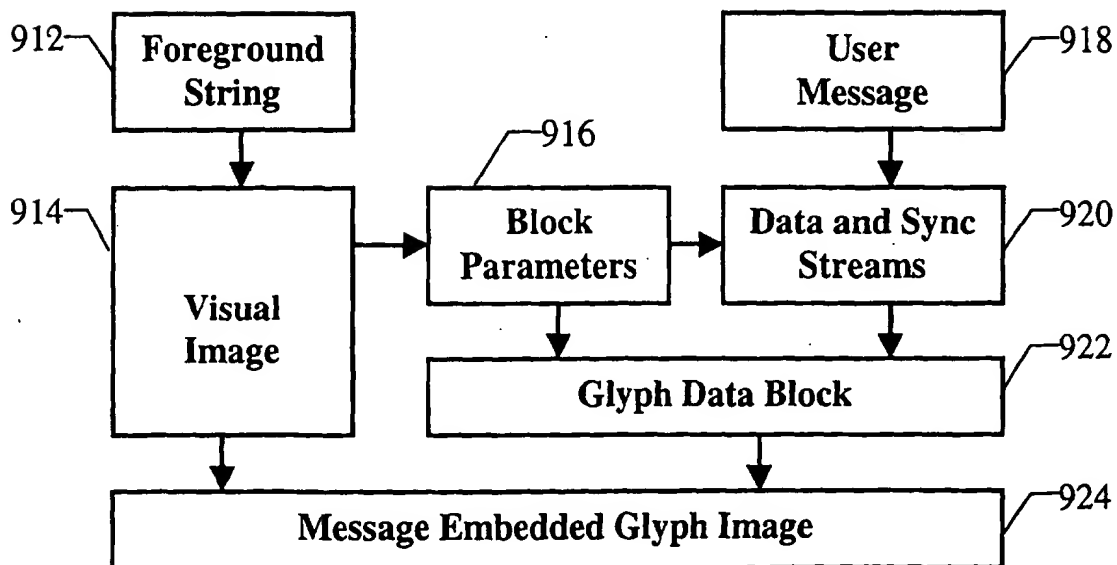 912
Foreground
String
User
Message
918
916
914
Visual
Image
Block
Parameters
Data and Sync
Streams
920
922
Glyph Data Block
Message Embedded Glyph Image
924